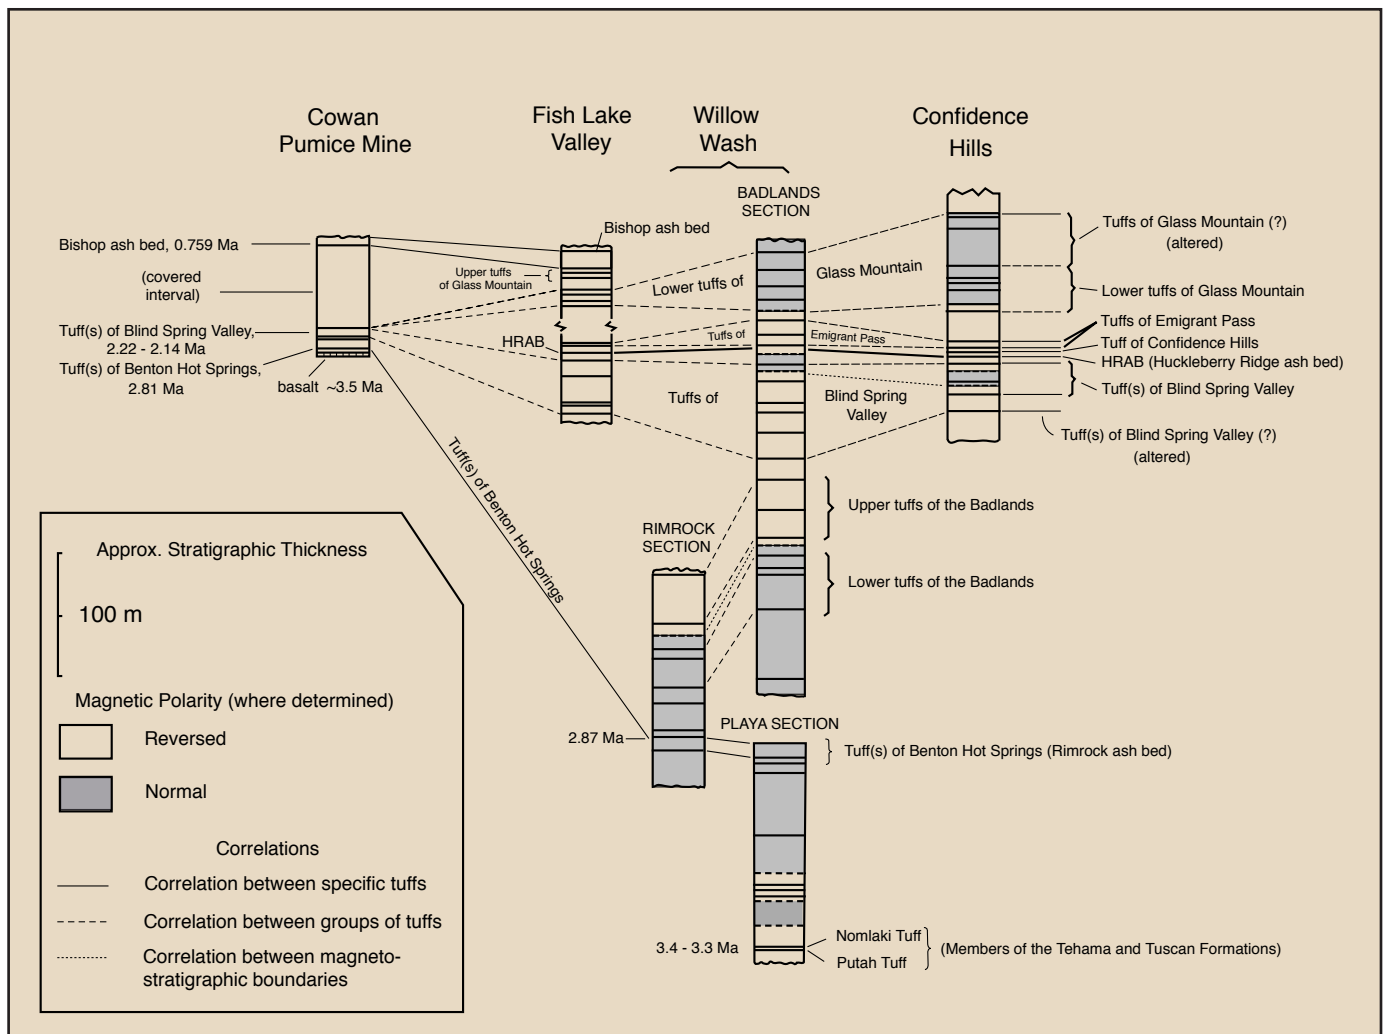 Cowan
Pumice Mine
Fish Lake
Valley
Willow
Wash
Confidence
Hills
BADLANDS
SECTION
Bishop ash bed, 0.759 Ma
(covered
interval)
Tuff(s) of Blind Spring Valley,
2.22 - 2.14 Ma
Tuff(s) of Benton Hot Springs,
2.81 Ma
basalt ~3.5 Ma
Bishop ash bed
Upper tuffs
of Glass Mountain
HRAB
Lower tuffs of
Glass Mountain
Tuffs of
Emigrant Pass
Tuffs of
Blind Spring
Valley
Tuffs of Glass Mountain (?)
(altered)
Lower tuffs of Glass Mountain
Tuffs of Emigrant Pass
Tuff of Confidence Hills
HRAB (Huckleberry Ridge ash bed)
Tuff(s) of Blind Spring Valley
Tuff(s) of Blind Spring Valley (?)
(altered)
Tuff(s) of Benton Hot Springs
Upper tuffs of the Badlands
RIMROCK
SECTION
Lower tuffs of the Badlands
2.87 Ma
PLAYA SECTION
Tuff(s) of Benton Hot Springs (Rimrock ash bed)
3.4 - 3.3 Ma
Nomlaki Tuff
Putah Tuff
(Members of the Tehama and Tuscan Formations)
Approx. Stratigraphic Thickness
100 m
Magnetic Polarity (where determined)
Reversed
Normal
Correlations
Correlation between specific tuffs
Correlation between groups of tuffs
Correlation between magneto-
stratigraphic boundaries